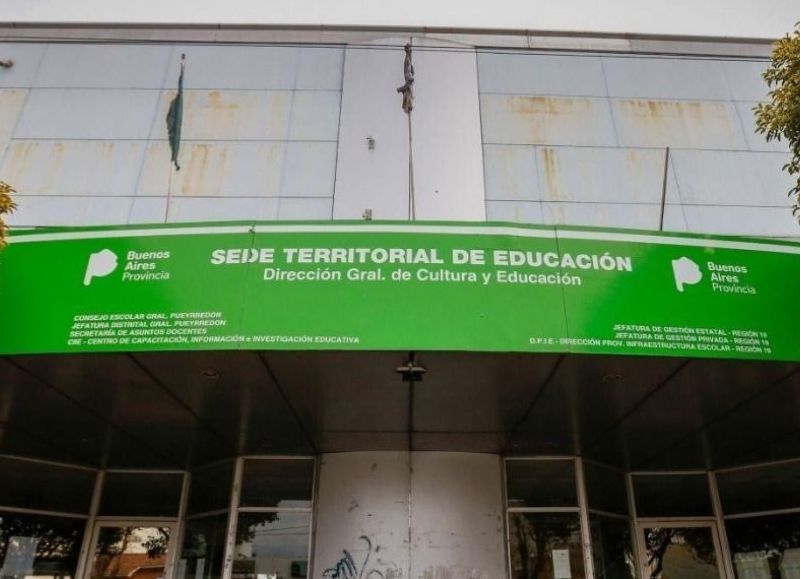 Buenos
Aires
Provincia
SEDE TERRITORIAL DE EDUCACIÓN
Dirección Gral. de Cultura y Educación
Buenos
Aires
Provincia
CONSEJO ESCOLAR GRAL. PUEYRREDON
JEFATURA DISTRITAL GRAL. PUEYRREDON
SECRETARÍA DE ASUNTOS DOCENTES
CIIE - CENTRO DE CAPACITACIÓN, INFORMACIÓN e INVESTIGACIÓN EDUCATIVA
JEFATURA DE GESTIÓN ESTATAL - REGIÓN 19
JEFATURA DE GESTIÓN PRIVADA - REGIÓN 19
D.P.I.E - DIRECCIÓN PROV. INFRAESTRUCTURA ESCOLAR - REGIÓN 19